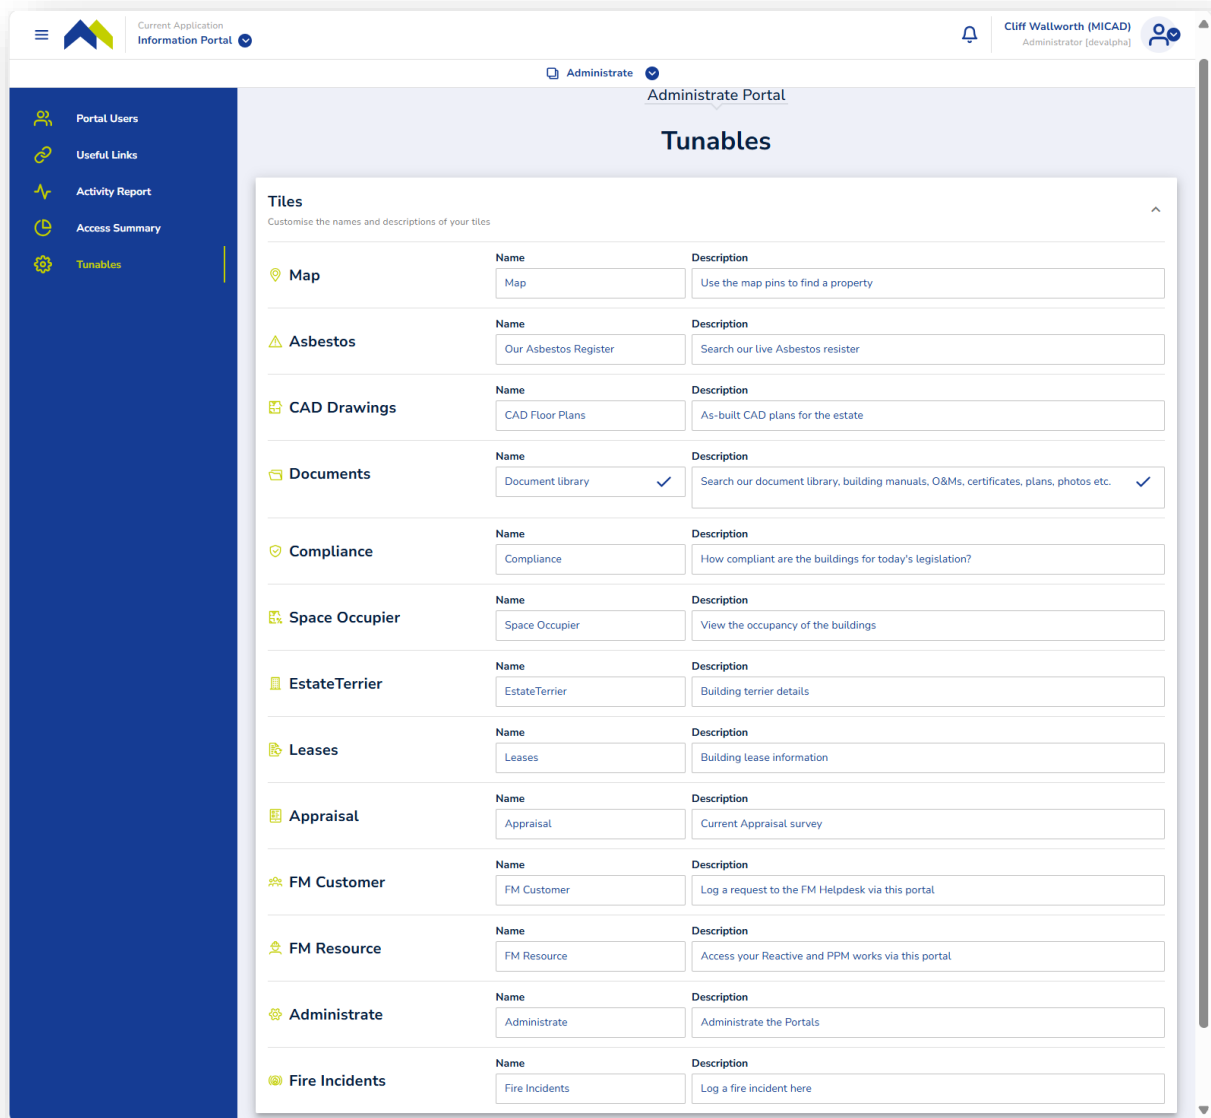 Current Application
Information Portal
Cliff Wallworth (MICAD)
Administrator [devalpha]
Administrate
Portal Users
Useful Links
Activity Report
Access Summary
Tunables
Administrate Portal
Tunables
Tiles
Customise the names and descriptions of your tiles
Name Description
Map Map Use the map pins to find a property
Name Description
Asbestos Our Asbestos Register Search our live Asbestos resister
Name Description
CAD Drawings CAD Floor Plans As-built CAD plans for the estate
Name Description
Documents Document library Search our document library, building manuals, O&Ms, certificates, plans, photos etc.
Name Description
Compliance Compliance How compliant are the buildings for today's legislation?
Name Description
Space Occupier Space Occupier View the occupancy of the buildings
Name Description
EstateTerrier EstateTerrier Building terrier details
Name Description
Leases Leases Building lease information
Name Description
Appraisal Appraisal Current Appraisal survey
Name Description
FM Customer FM Customer Log a request to the FM Helpdesk via this portal
Name Description
FM Resource FM Resource Access your Reactive and PPM works via this portal
Name Description
Administrate Administrate Administrate the Portals
Name Description
Fire Incidents Fire Incidents Log a fire incident here